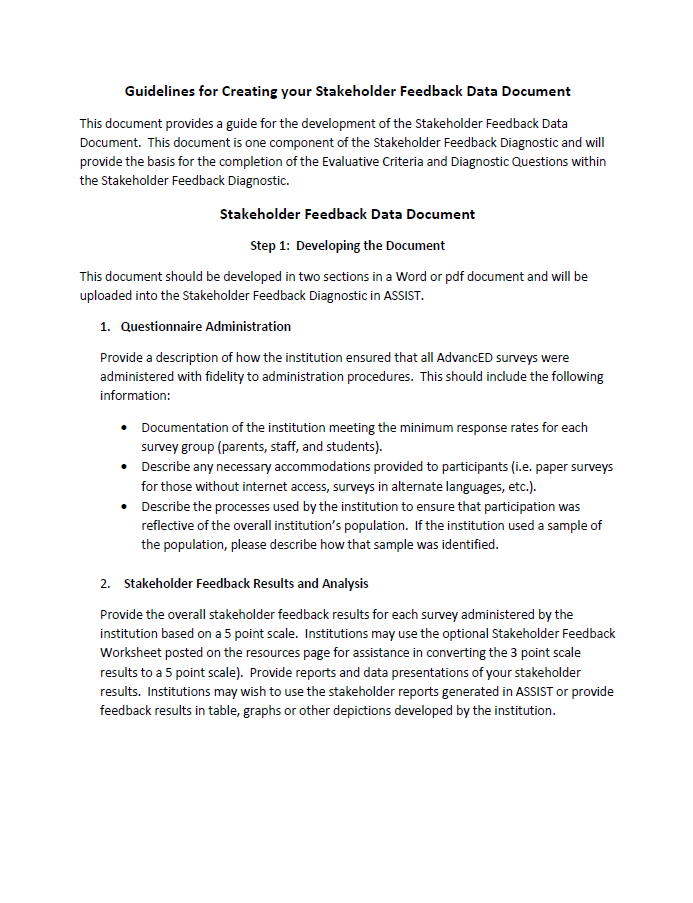 Guidelines for Creating your Stakeholder Feedback Data Document
This document provides a guide for the development of the Stakeholder Feedback Data
Document.  This document is one component of the Stakeholder Feedback Diagnostic and will
provide the basis for the completion of the Evaluative Criteria and Diagnostic Questions within
the Stakeholder Feedback Diagnostic.
Stakeholder Feedback Data Document
Step 1:  Developing the Document
This document should be developed in two sections in a Word or pdf document and will be
uploaded into the Stakeholder Feedback Diagnostic in ASSIST.
1.  Questionnaire Administration
Provide a description of how the institution ensured that all AdvancED surveys were
administered with fidelity to administration procedures.  This should include the following
information:
• Documentation of the institution meeting the minimum response rates for each
survey group (parents, staff, and students).
• Describe any necessary accommodations provided to participants (i.e. paper surveys
for those without internet access, surveys in alternate languages, etc.).
• Describe the processes used by the institution to ensure that participation was
reflective of the overall institution’s population.  If the institution used a sample of
the population, please describe how that sample was identified.
2.  Stakeholder Feedback Results and Analysis
Provide the overall stakeholder feedback results for each survey administered by the
institution based on a 5 point scale.  Institutions may use the optional Stakeholder Feedback
Worksheet posted on the resources page for assistance in converting the 3 point scale
results to a 5 point scale).  Provide reports and data presentations of your stakeholder
results.  Institutions may wish to use the stakeholder reports generated in ASSIST or provide
feedback results in table, graphs or other depictions developed by the institution.